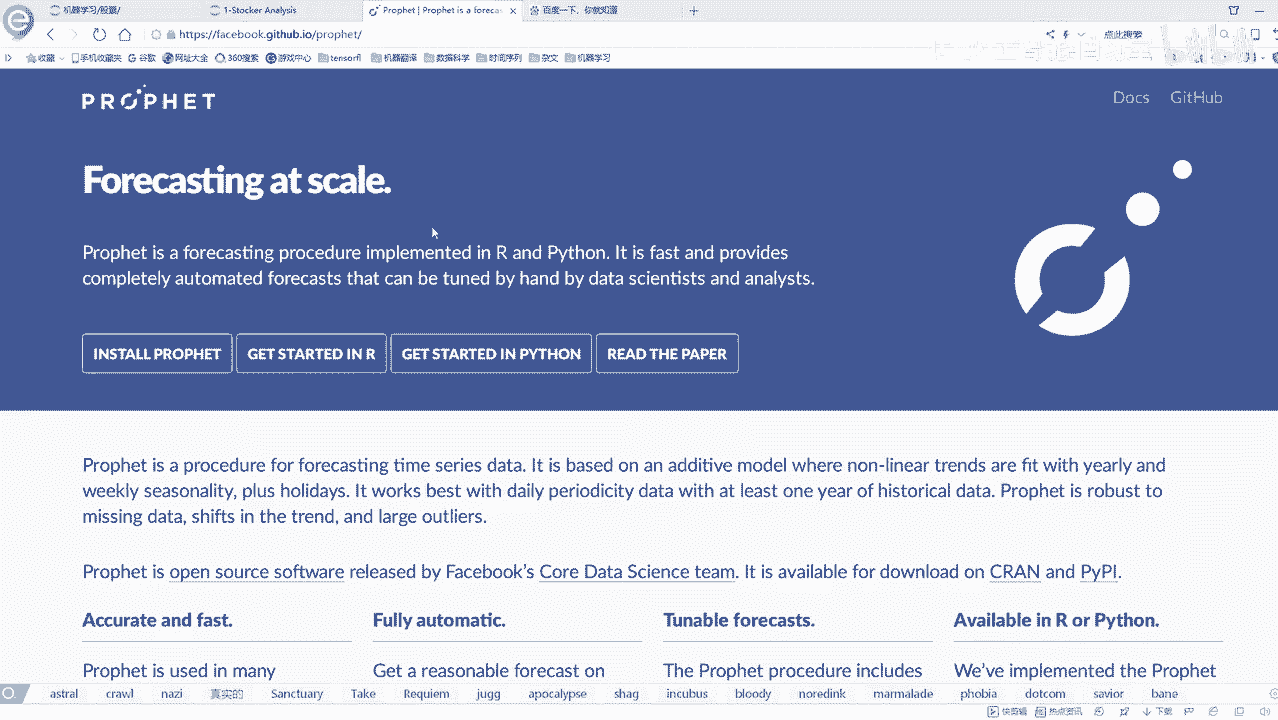 机器学习/股票/
1-Stocker Analysis
Prophet | Prophet is a forecas
百度一下，你就知道
https://facebook.github.io/prophet/
点此搜索
收藏 手机收藏夹 谷歌 网址大全 360搜索 游戏中心 tensorfl 机器翻译 数据科学 时间序列 杂文 机器学习
PROPHET
Docs GitHub
Forecasting at scale.
Prophet is a forecasting procedure implemented in R and Python. It is fast and provides
completely automated forecasts that can be tuned by hand by data scientists and analysts.
INSTALL PROPHET GET STARTED IN R GET STARTED IN PYTHON READ THE PAPER
Prophet is a procedure for forecasting time series data. It is based on an additive model where non-linear trends are fit with yearly and
weekly seasonality, plus holidays. It works best with daily periodicity data with at least one year of historical data. Prophet is robust to
missing data, shifts in the trend, and large outliers.
Prophet is open source software released by Facebook's Core Data Science team. It is available for download on CRAN and PyPI.
Accurate and fast. Fully automatic. Tunable forecasts. Available in R or Python.
Prophet is used in many Get a reasonable forecast on The Prophet procedure includes We've implemented the Prophet
astral crawl nazi 真实的 Sanctuary Take Requiem jugg apocalypse shag incubus bloody noredink marmalade phobia dotcom savior bane
快剪辑 热点资讯 下载